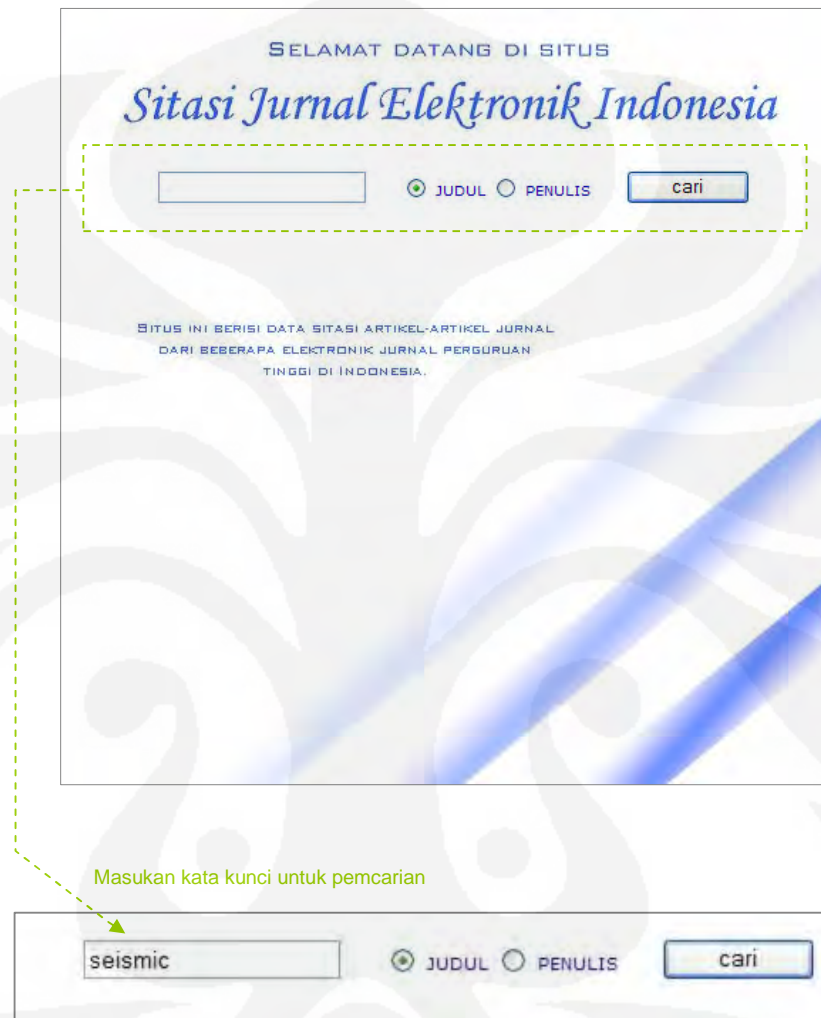 SELAMAT DATANG DI SITUS
Sitasi Jurnal Elektronik Indonesia
JUDUL PENULIS cari
SITUS INI BERISI DATA SITASI ARTIKEL-ARTIKEL JURNAL
DARI BEBERAPA ELEKTRONIK JURNAL PERGURUAN
TINGGI DI INDONESIA.
Masukan kata kunci untuk pemcarian
seismic JUDUL PENULIS cari